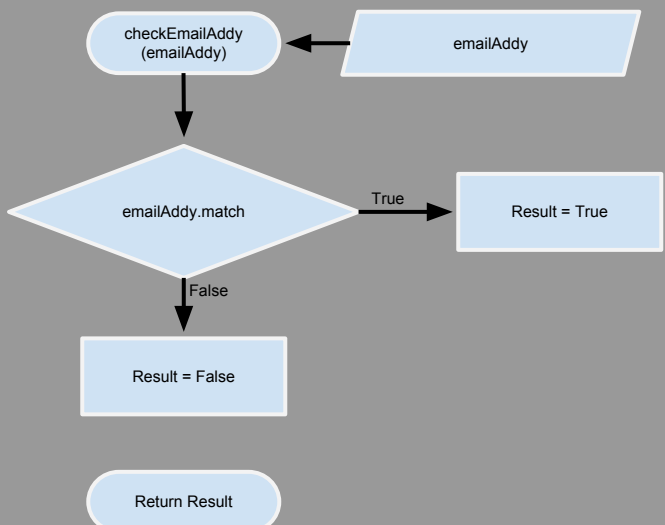 checkEmailAddy
(emailAddy)
emailAddy
emailAddy.match
True
Result = True
False
Result = False
Return Result